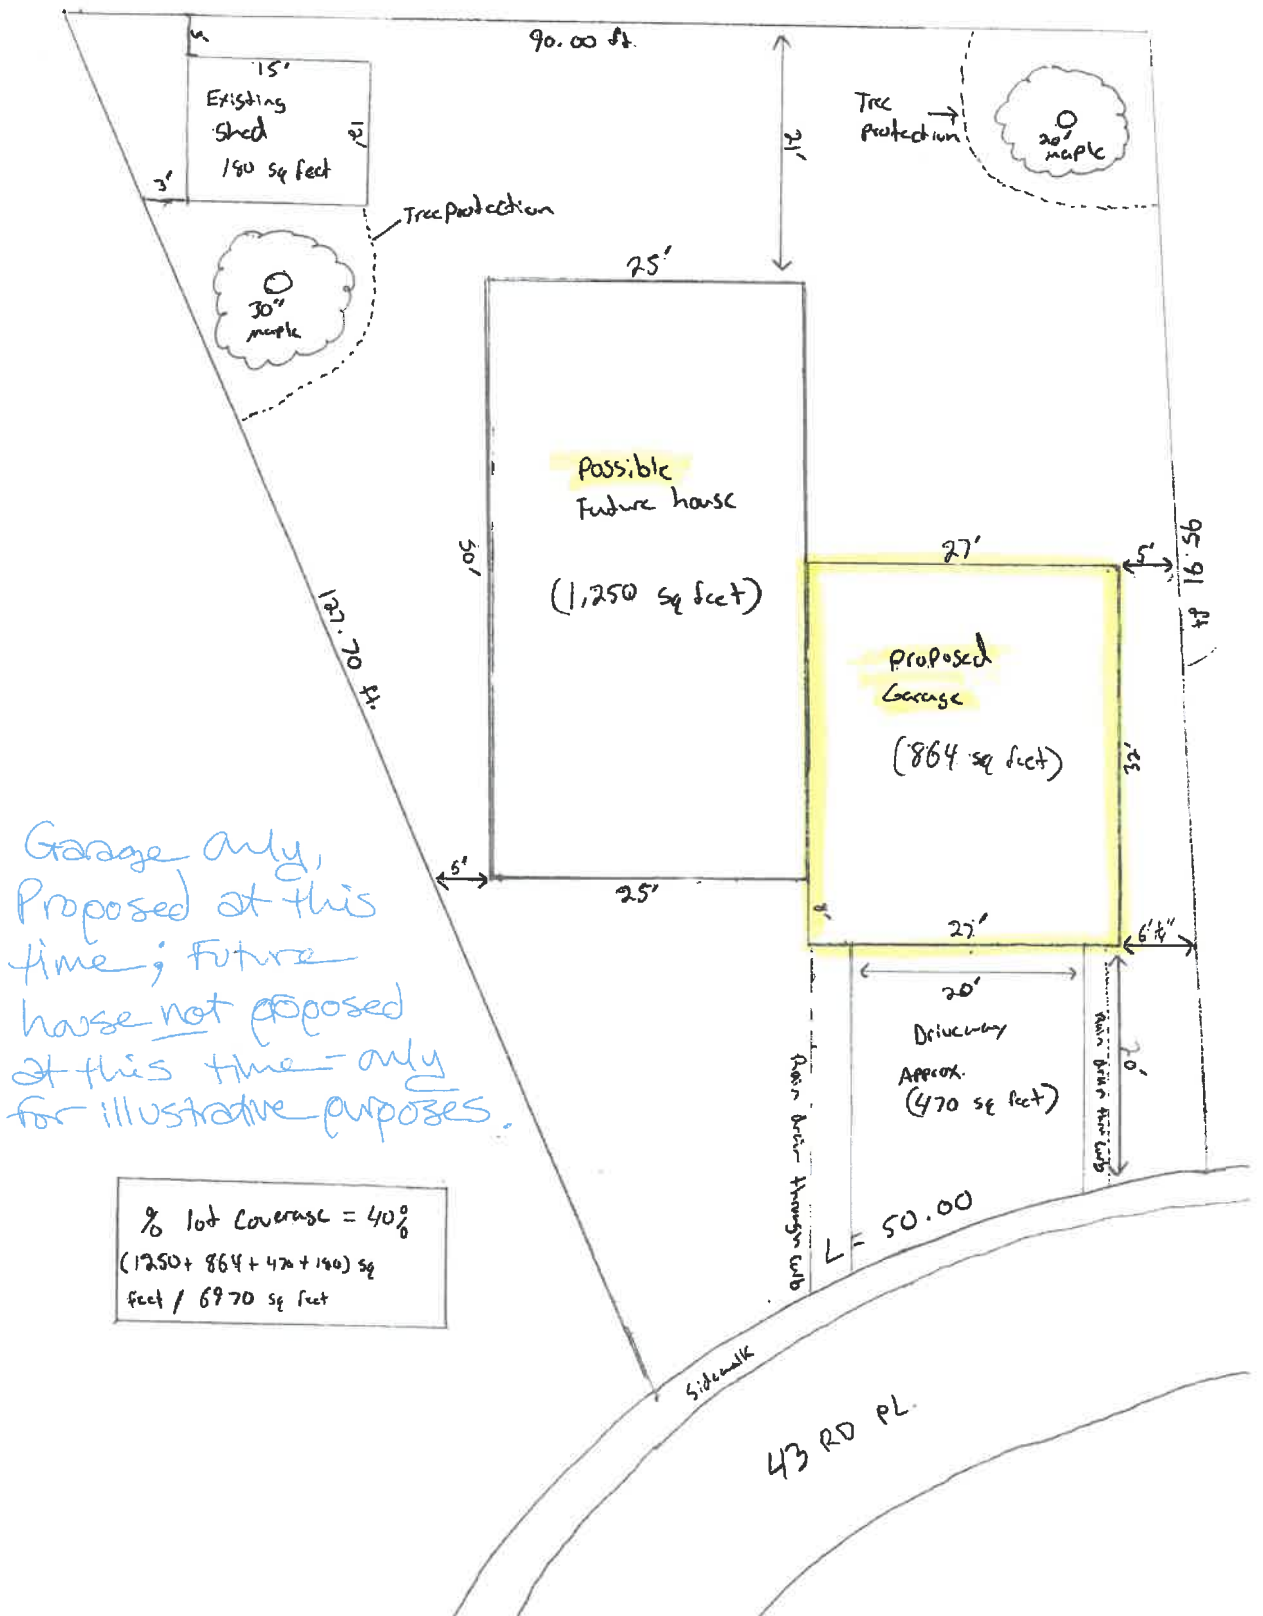 90.00 ft.
5'
15'
Existing
Shed
180 sq feet
12'
3'
Tree Protection
30"
maple
21'
Tree
protection
20"
maple
25'
Possible
Future house
(1,250 sq feet)
50'
25'
5'
127.70 ft.
27'
5'
Proposed
Garage
(864 sq feet)
32'
8'
27'
20'
Driveway
Approx.
(470 sq feet)
20'
Rain drain through curb
Rain drain thru curb
L = 50.00
Sidewalk
43 RD PL.
Garage only,
Proposed at this
time; Future
house not proposed
at this time - only
for illustrative purposes.
% lot coverage = 40%
(1250 + 864 + 470 + 180) sq
feet / 6970 sq feet